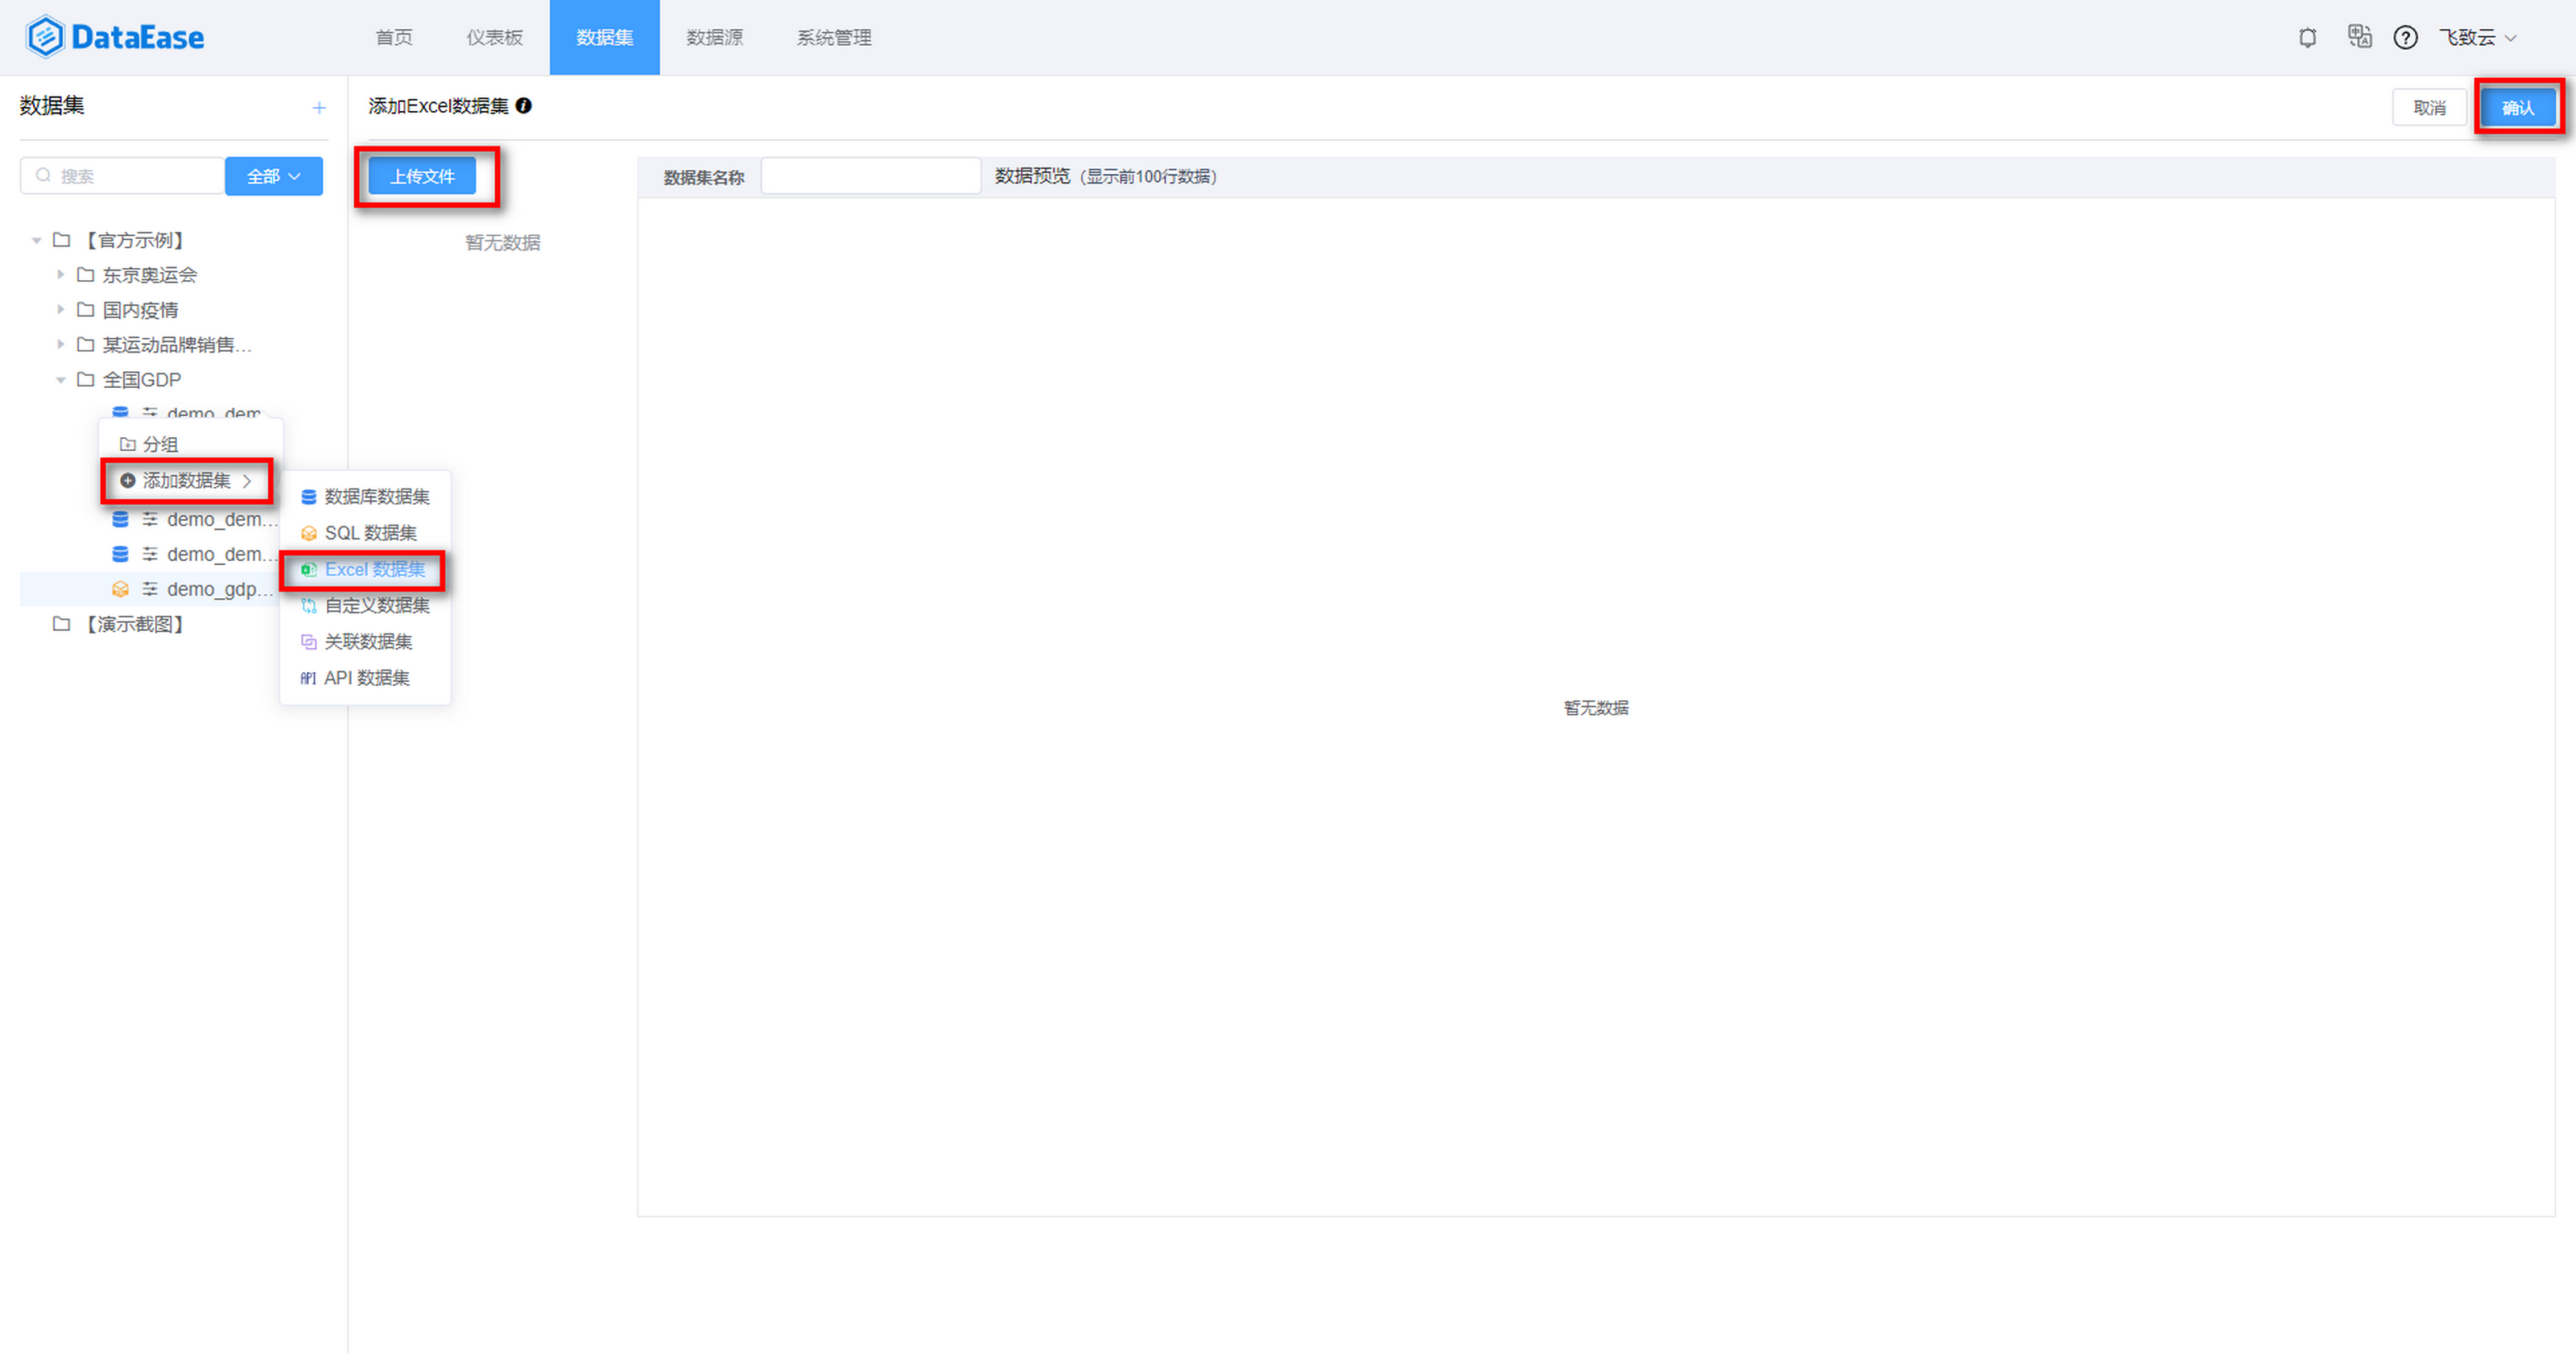 DataEase
首页
仪表板
数据集
数据源
系统管理
飞致云
数据集
添加Excel数据集
取消
确认
搜索
全部
上传文件
数据集名称
数据预览 (显示前100行数据)
暂无数据
【官方示例】
东京奥运会
国内疫情
某运动品牌销售...
全国GDP
demo_dem
分组
添加数据集
demo_dem...
demo_dem...
demo_gdp...
【演示截图】
数据库数据集
SQL 数据集
Excel 数据集
自定义数据集
关联数据集
API API 数据集
暂无数据